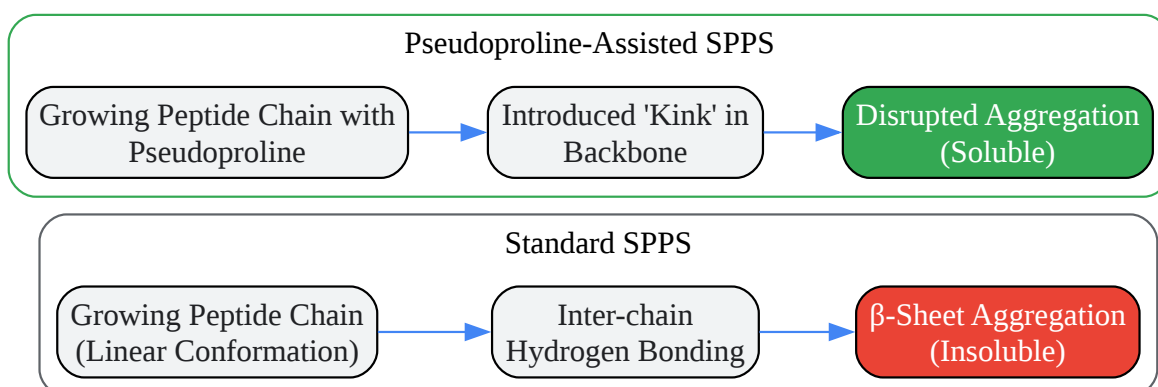 Pseudoproline-Assisted SPPS
Growing Peptide Chain with
Pseudoproline
Introduced 'Kink' in
Backbone
Disrupted Aggregation
(Soluble)
Standard SPPS
Growing Peptide Chain
(Linear Conformation)
Inter-chain
Hydrogen Bonding
β-Sheet Aggregation
(Insoluble)